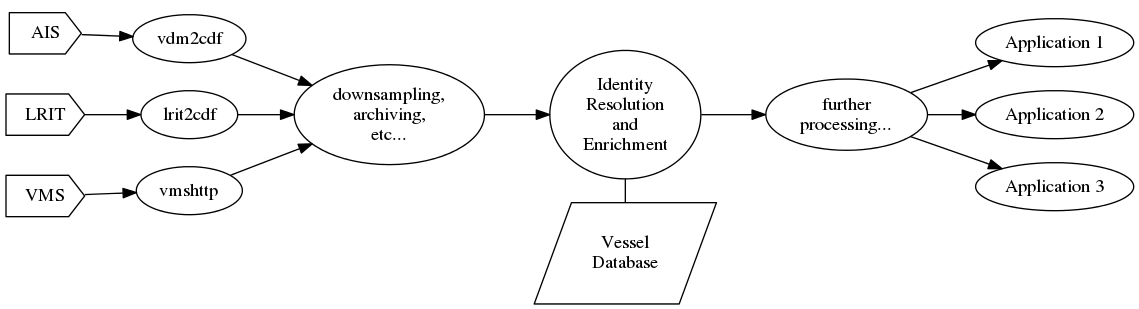 AIS
vdm2cdf
LRIT
lrit2cdf
VMS
vmshttp
downsampling,
archiving,
etc...
Identity
Resolution
and
Enrichment
Vessel
Database
further
processing...
Application 1
Application 2
Application 3